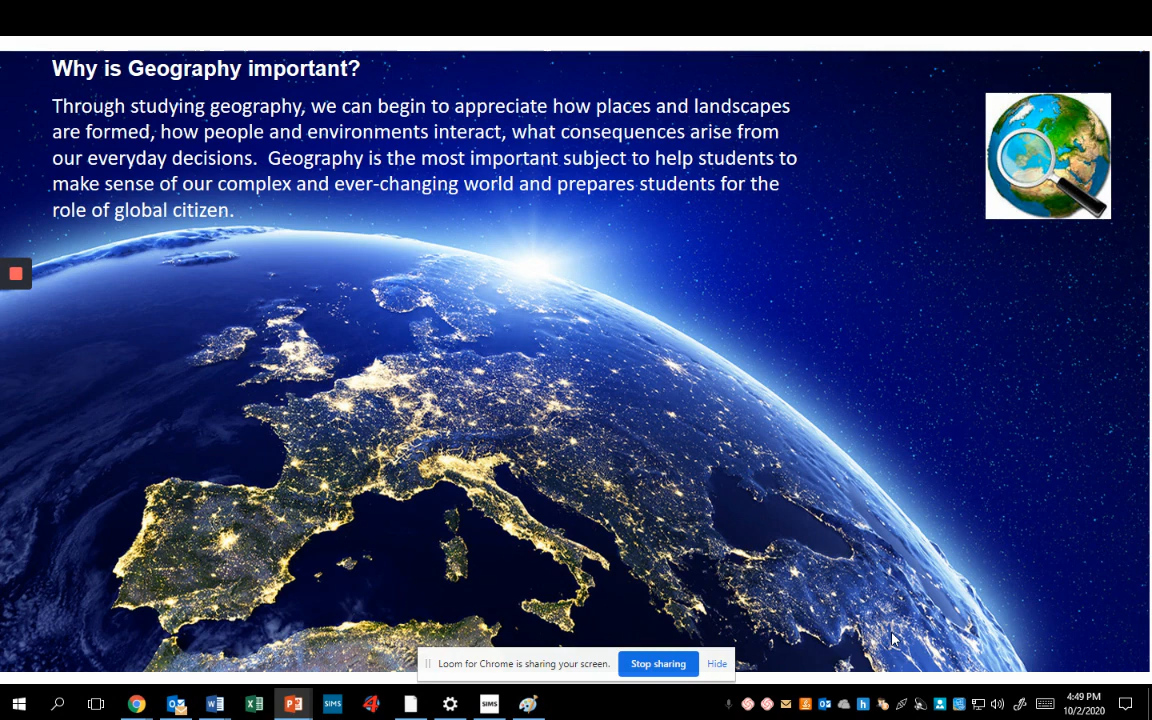 Why is Geography important?
Through studying geography, we can begin to appreciate how places and landscapes
are formed, how people and environments interact, what consequences arise from
our everyday decisions.  Geography is the most important subject to help students to
make sense of our complex and ever-changing world and prepares students for the
role of global citizen.
Loom for Chrome is sharing your screen.
Stop sharing
Hide
SIMS
SIMS
4:49 PM
10/2/2020